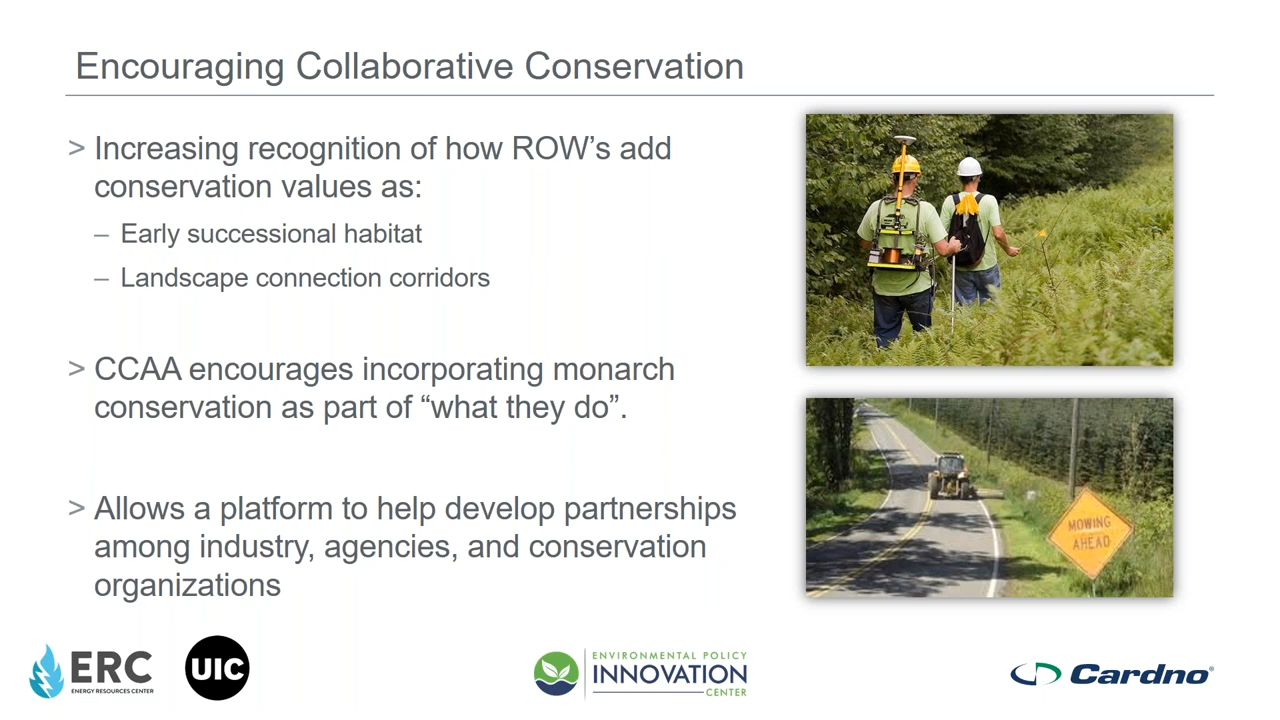 Encouraging Collaborative Conservation
> Increasing recognition of how ROW’s add
conservation values as:
– Early successional habitat
– Landscape connection corridors
> CCAA encourages incorporating monarch
conservation as part of “what they do”.
> Allows a platform to help develop partnerships
among industry, agencies, and conservation
organizations
MOWING
AHEAD
ERC
ENERGY RESOURCES CENTER
UIC
ENVIRONMENTAL POLICY
INNOVATION
CENTER
Cardno®